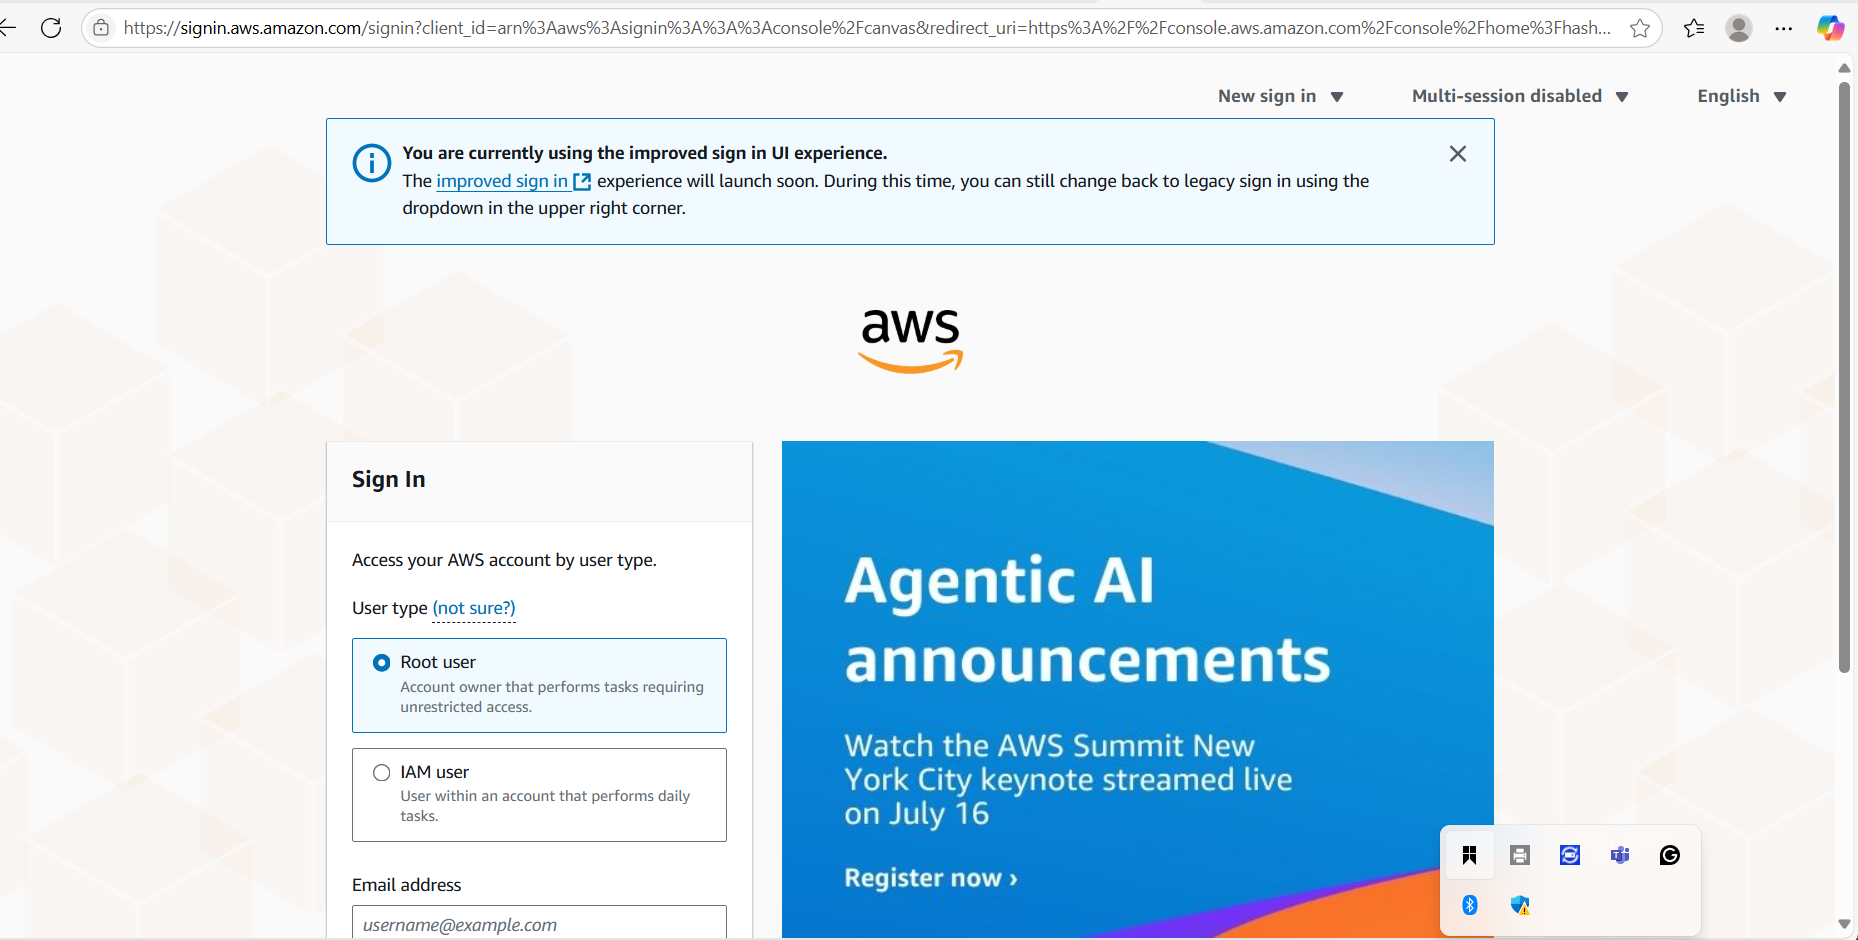 https://signin.aws.amazon.com/signin?client_id=arn%3Aaws%3Asignin%3A%3A%3Aconsole%2Fcanvas&redirect_uri=https%3A%2F%2Fconsole.aws.amazon.com%2Fconsole%2Fhome%3Fhash...
New sign in
Multi-session disabled
English
You are currently using the improved sign in UI experience.
The improved sign in experience will launch soon. During this time, you can still change back to legacy sign in using the
dropdown in the upper right corner.
aws
Sign In
Access your AWS account by user type.
User type (not sure?)
Root user
Account owner that performs tasks requiring
unrestricted access.
IAM user
User within an account that performs daily
tasks.
Email address
username@example.com
Agentic AI
announcements
Watch the AWS Summit New
York City keynote streamed live
on July 16
Register now ›